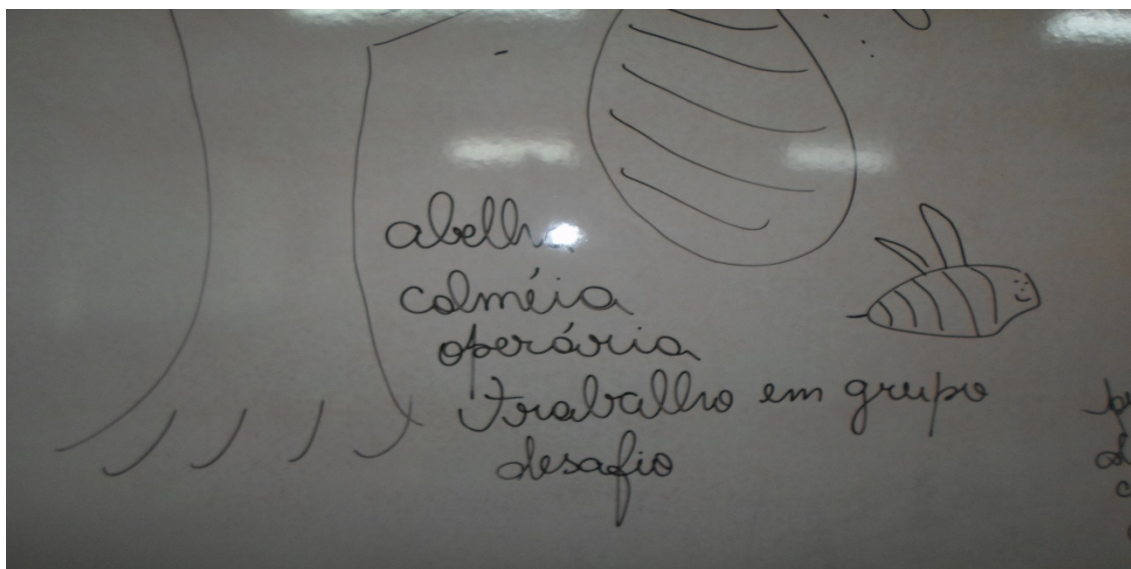 abelha
colméia
operária
trabalho em grupo
desafio